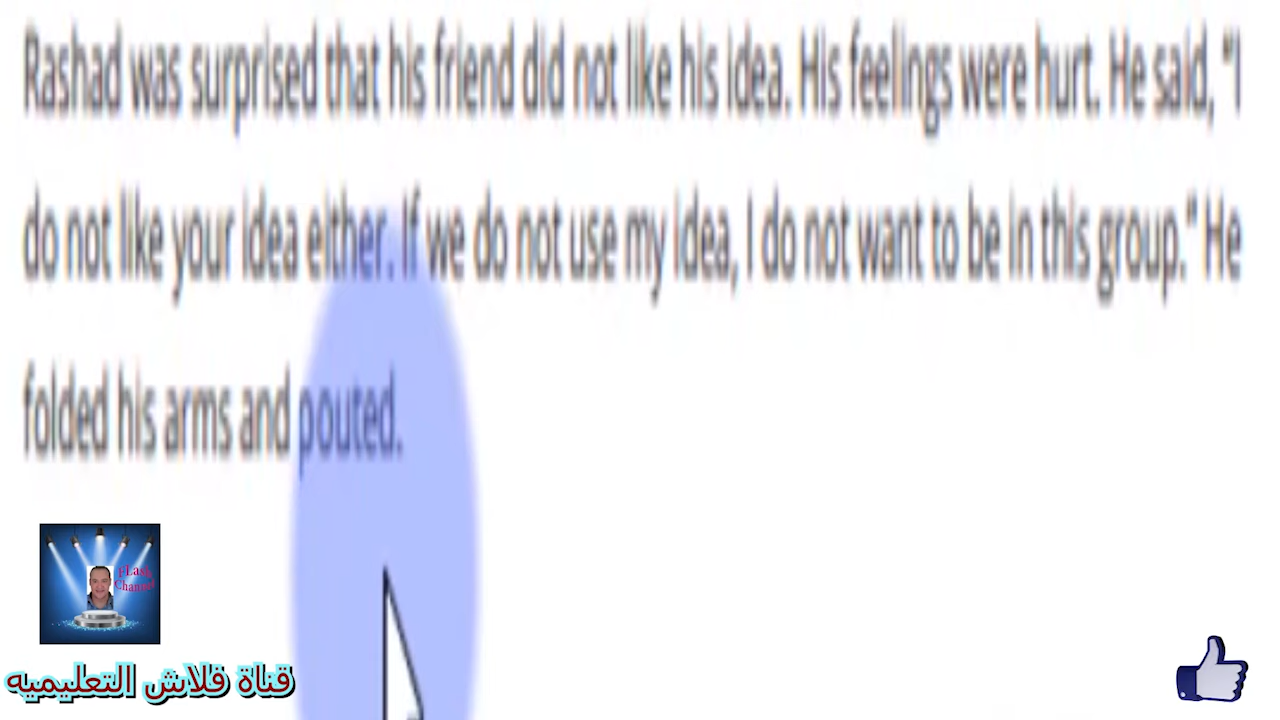 Rashad was surprised that his friend did not like his idea. His feelings were hurt. He said, "I
do not like your idea either. If we do not use my idea, I do not want to be in this group." He
folded his arms and pouted.
FLash
Channel
قناة فلاش التعليميه